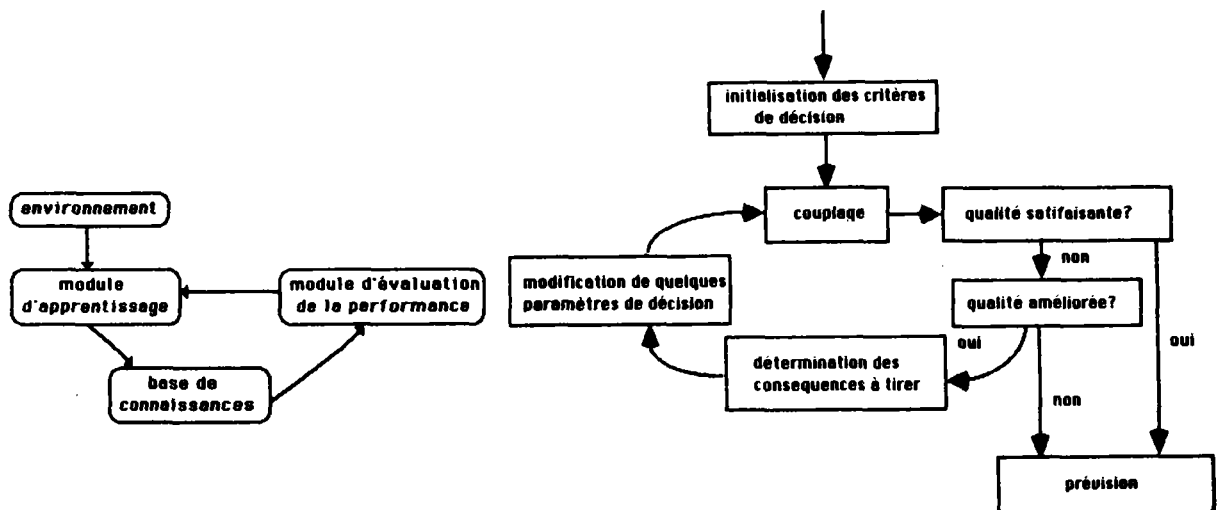 environnement
module
d'apprentissage
module d'évaluation
de la performance
base de
connaissances
initialisation des critères
de décision
couplage
qualité satifaisante?
non
oui
qualité améliorée?
oui
non
détermination des
consequences à tirer
modification de quelques
paramètres de décision
prévision